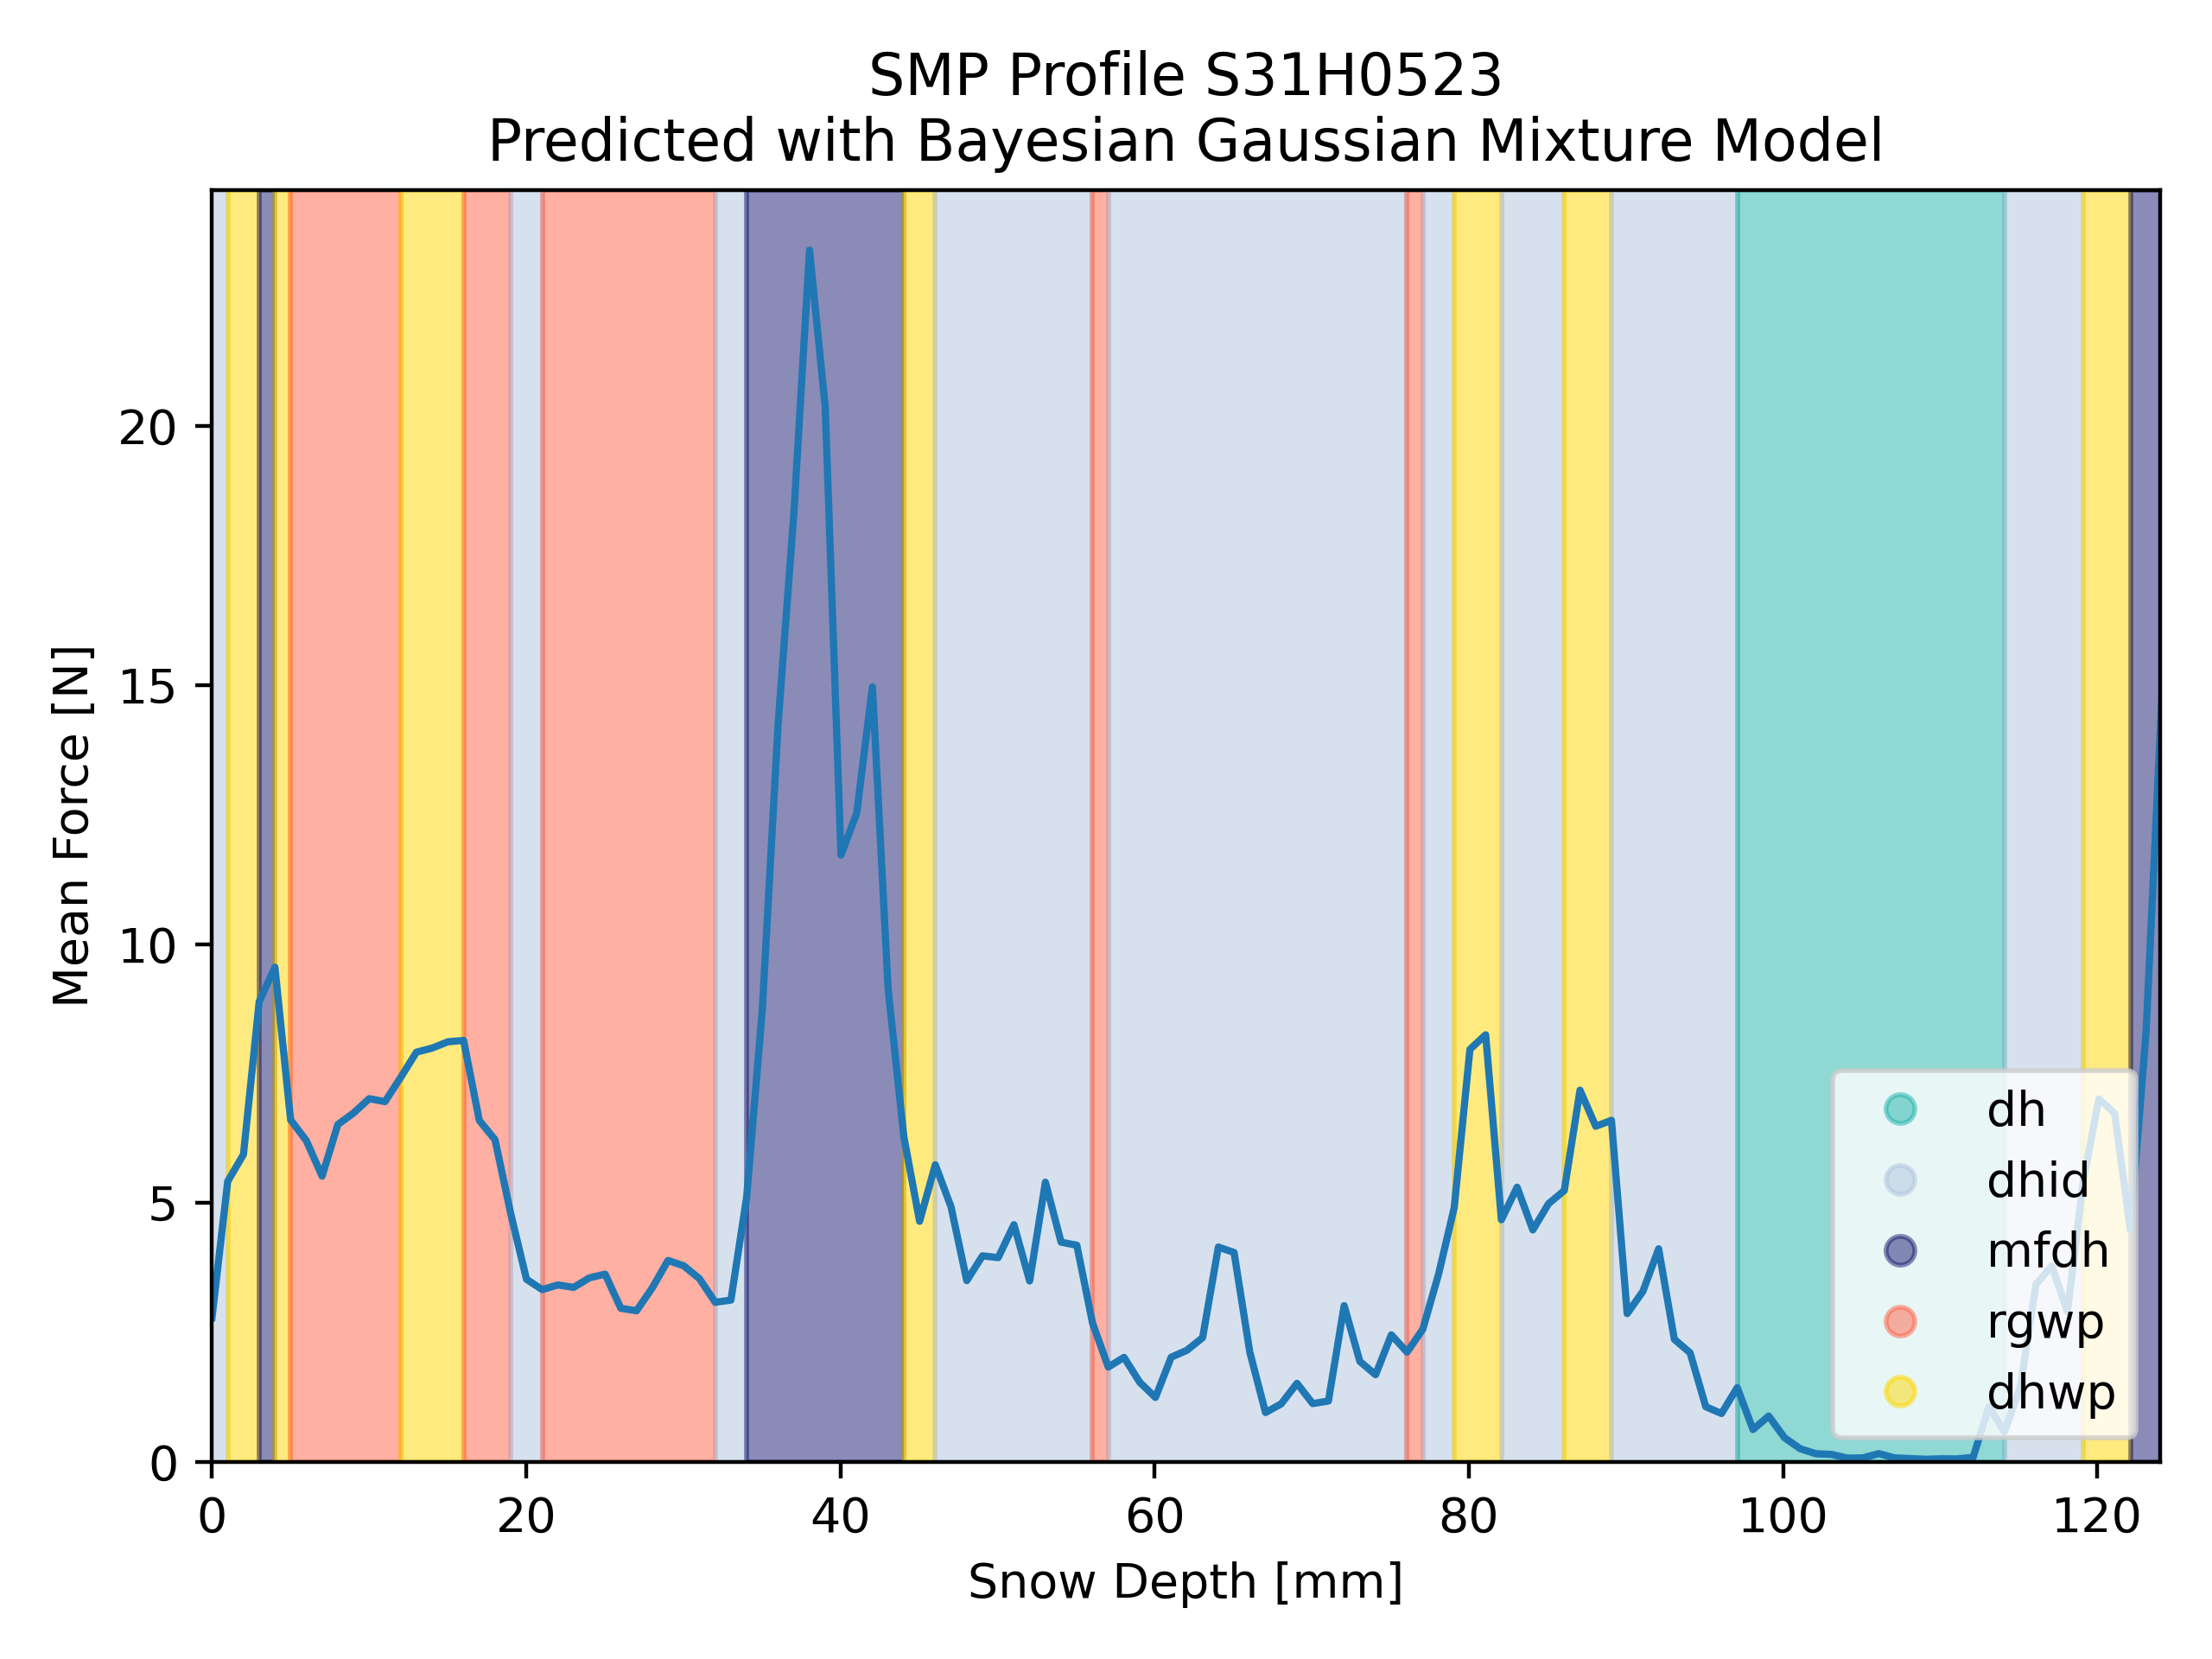 SMP Profile S31H0523
Predicted with Bayesian Gaussian Mixture Model
Mean Force [N]
20
15
10
5
0
dh
dhid
mfdh
rgwp
dhwp
0 20 40 60 80 100 120
Snow Depth [mm]